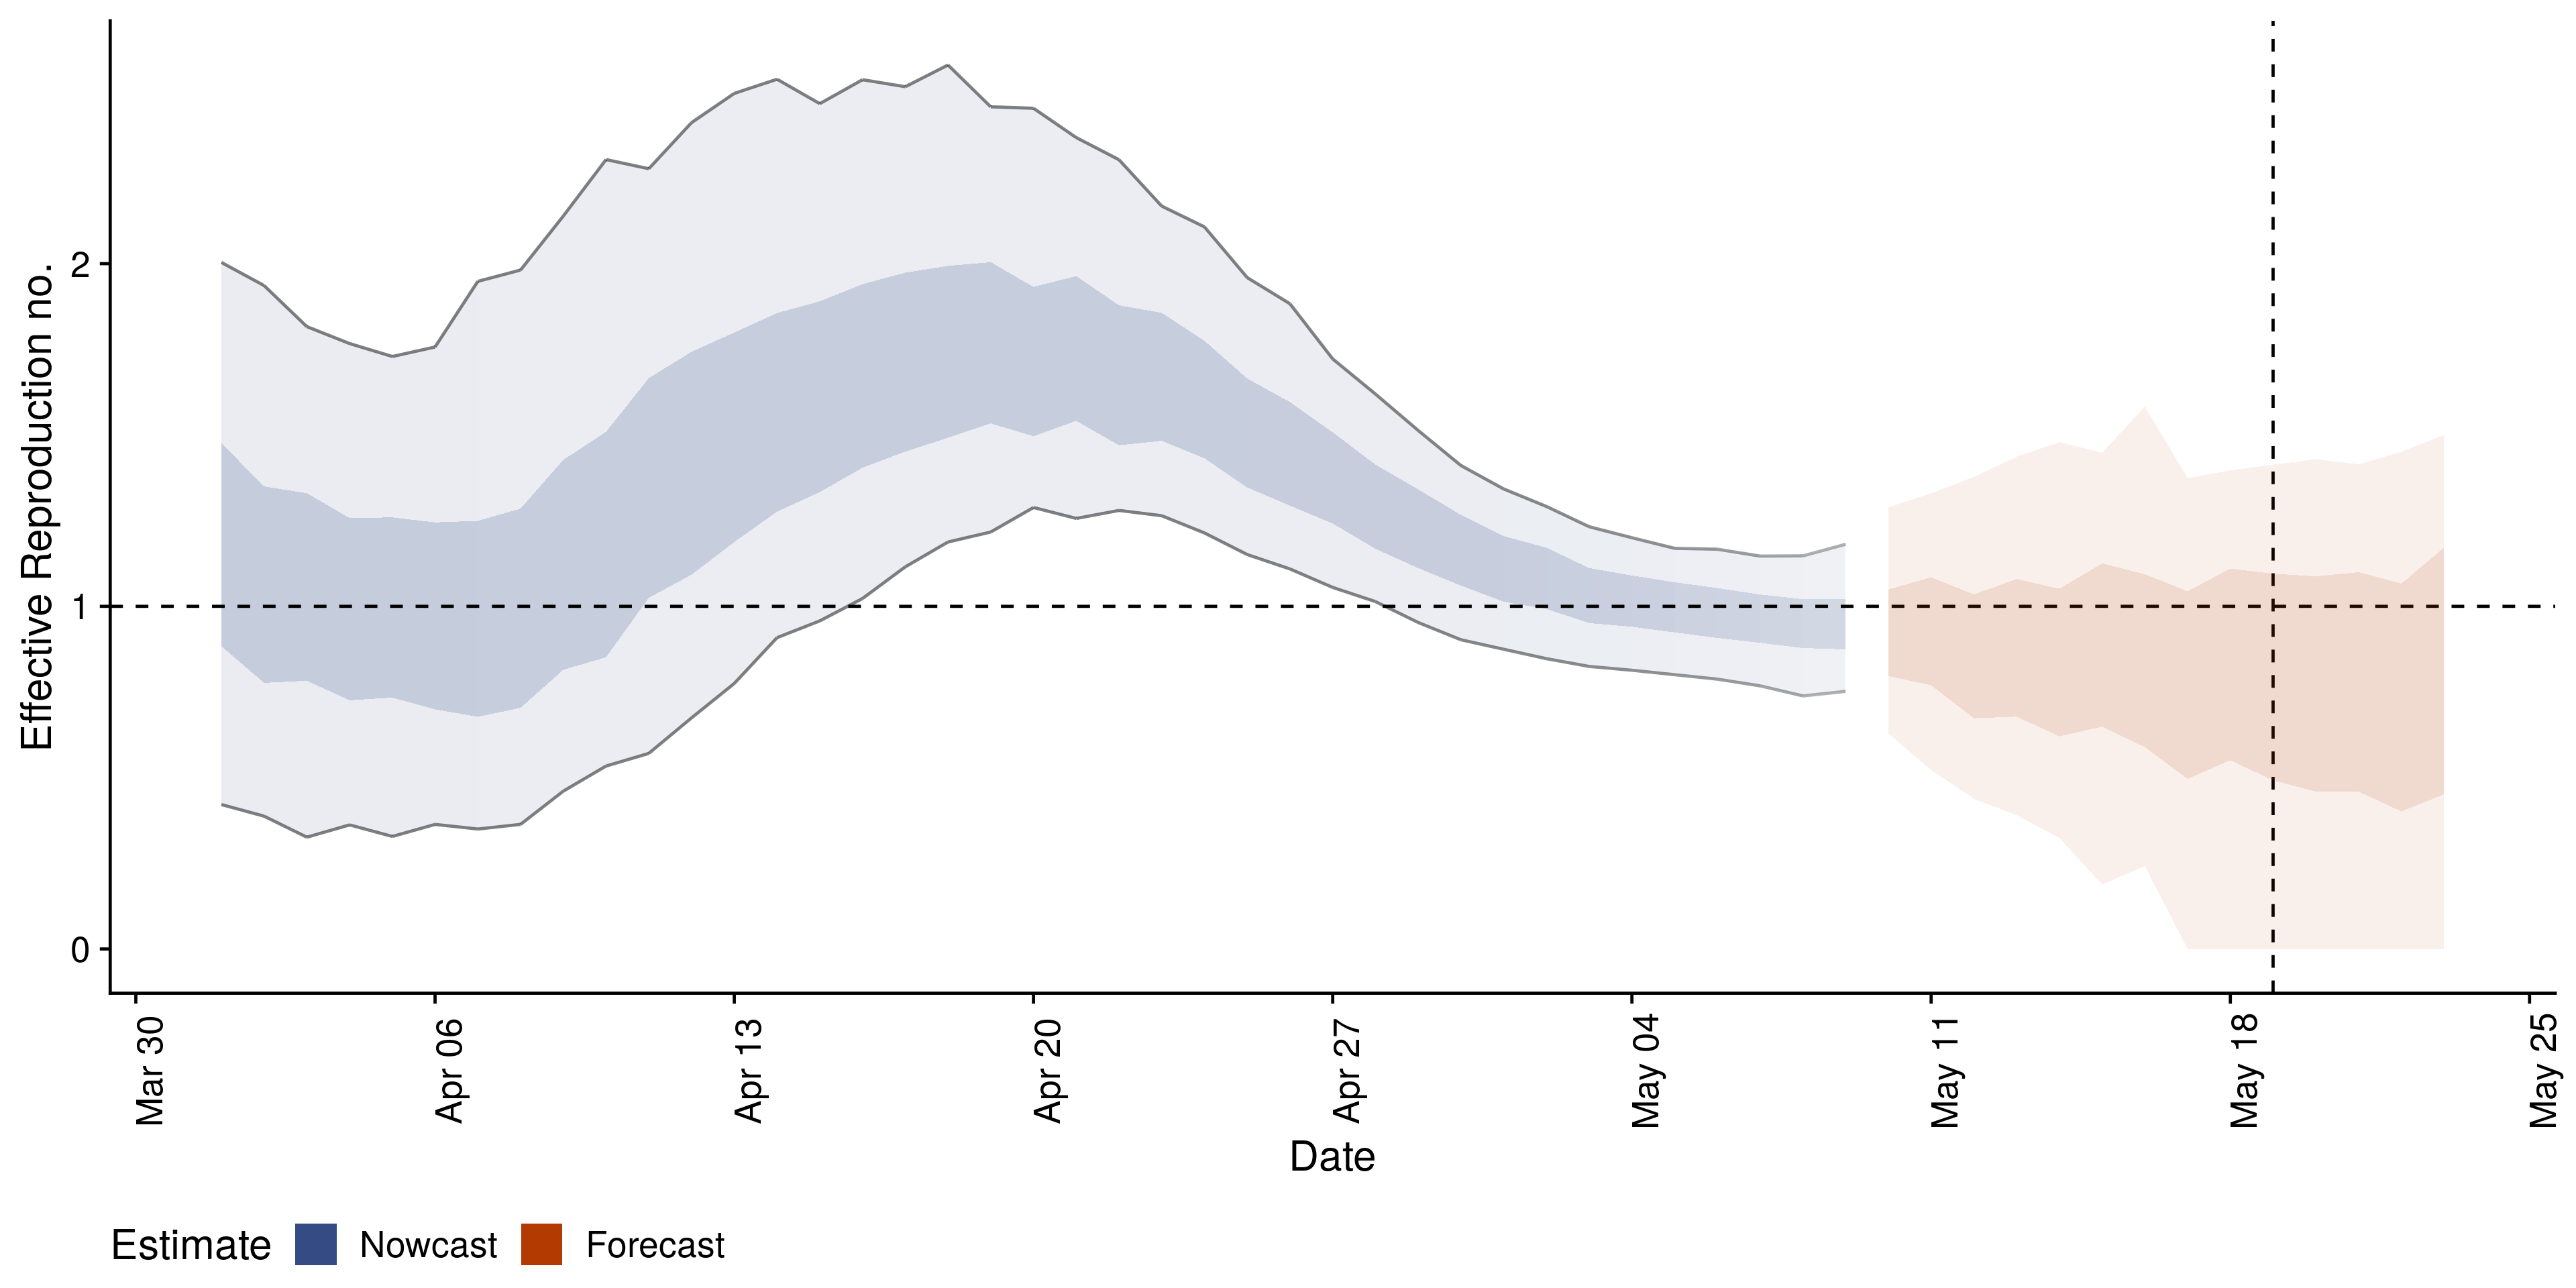 Effective Reproduction no.
2
1
0
Mar 30
Apr 06
Apr 13
Apr 20
Apr 27
May 04
May 11
May 18
May 25
Date
Estimate Nowcast Forecast